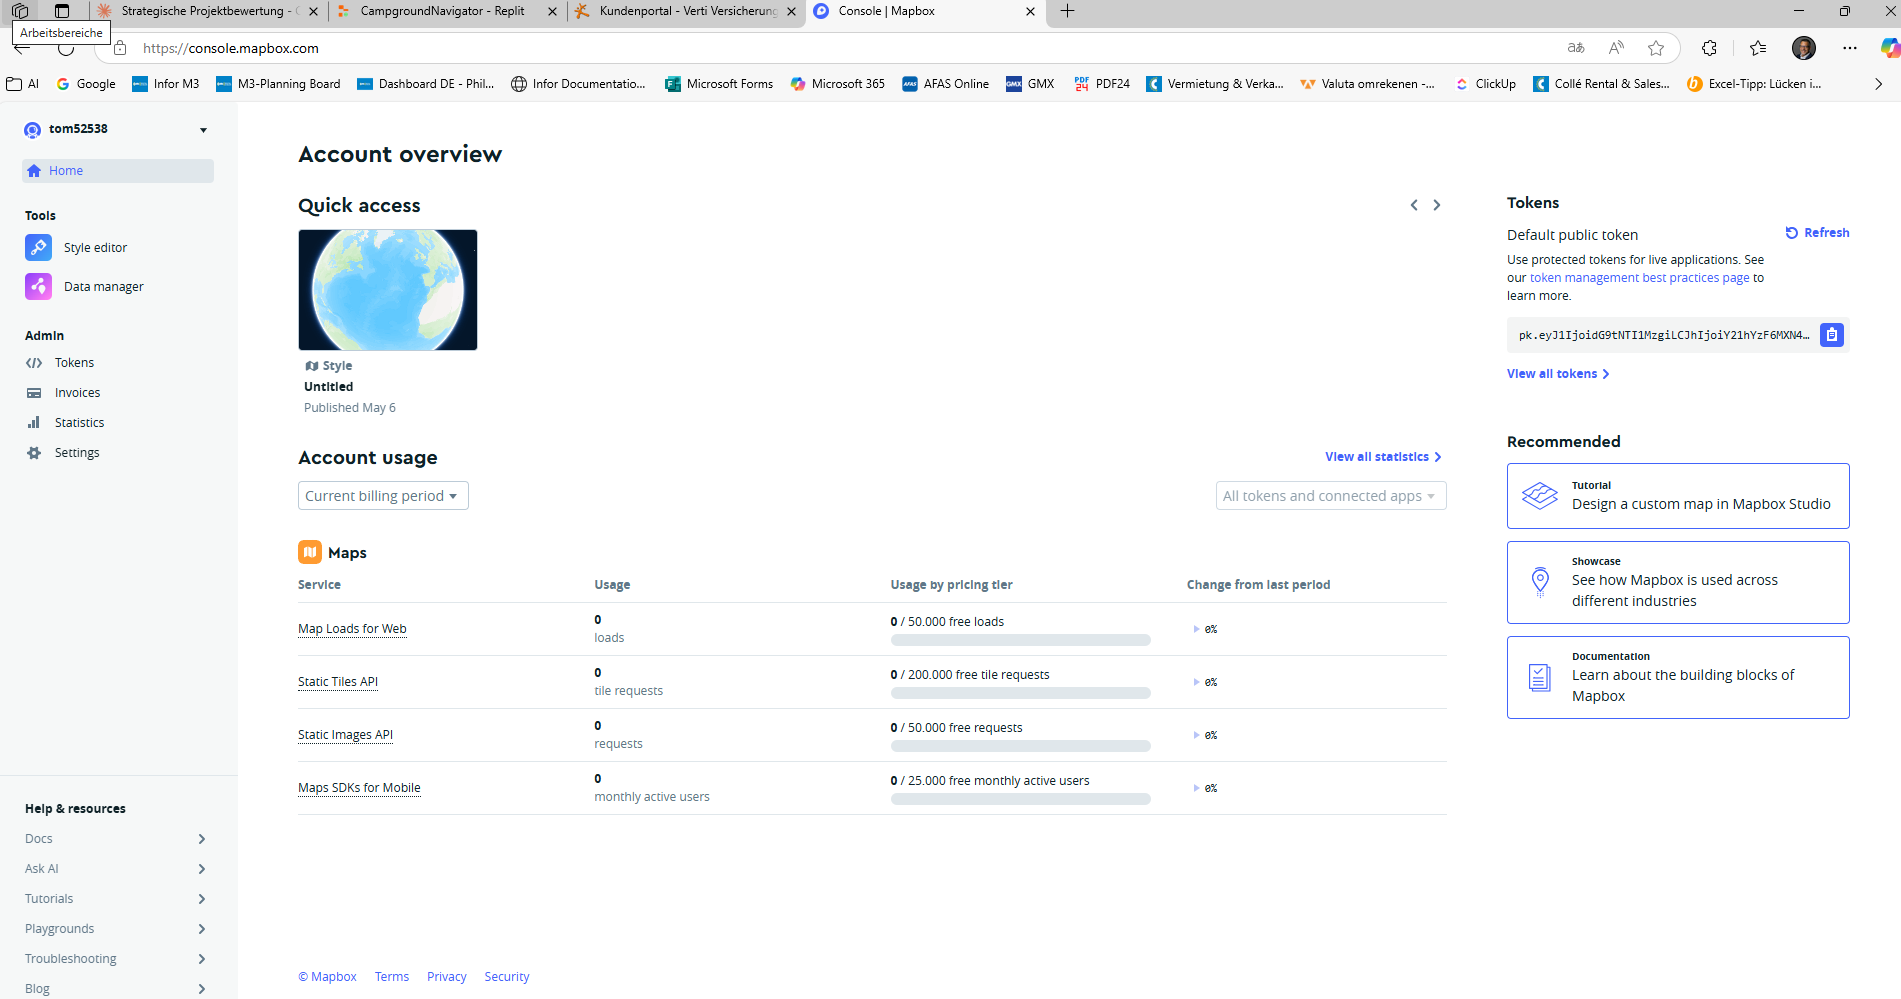 Strategische Projektbewertung -
CampgroundNavigator - Replit
Kundenportal - Verti Versicherung
Console | Mapbox
Arbeitsbereiche
https://console.mapbox.com
AI
Google
Infor M3
M3-Planning Board
Dashboard DE - Phil...
Infor Documentatio...
Microsoft Forms
Microsoft 365
AFAS Online
GMX
PDF24
Vermietung & Verka...
Valuta omrekenen -...
ClickUp
Collé Rental & Sales...
Excel-Tipp: Lücken i...
tom52538
Home
Tools
Style editor
Data manager
Admin
Tokens
Invoices
Statistics
Settings
Help & resources
Docs
Ask AI
Tutorials
Playgrounds
Troubleshooting
Blog
Account overview
Quick access
Style
Untitled
Published May 6
Account usage
View all statistics
Current billing period
All tokens and connected apps
Maps
Service Usage Usage by pricing tier Change from last period
Map Loads for Web 0 loads 0 / 50.000 free loads 0%
Static Tiles API 0 tile requests 0 / 200.000 free tile requests 0%
Static Images API 0 requests 0 / 50.000 free requests 0%
Maps SDKs for Mobile 0 monthly active users 0 / 25.000 free monthly active users 0%
© Mapbox Terms Privacy Security
Tokens
Default public token
Refresh
Use protected tokens for live applications. See
our token management best practices page to
learn more.
pk.eyJ1IjoidG9tNTI1MzgiLCJhIjoiY21hYzF6MXN4…
View all tokens
Recommended
Tutorial
Design a custom map in Mapbox Studio
Showcase
See how Mapbox is used across
different industries
Documentation
Learn about the building blocks of
Mapbox